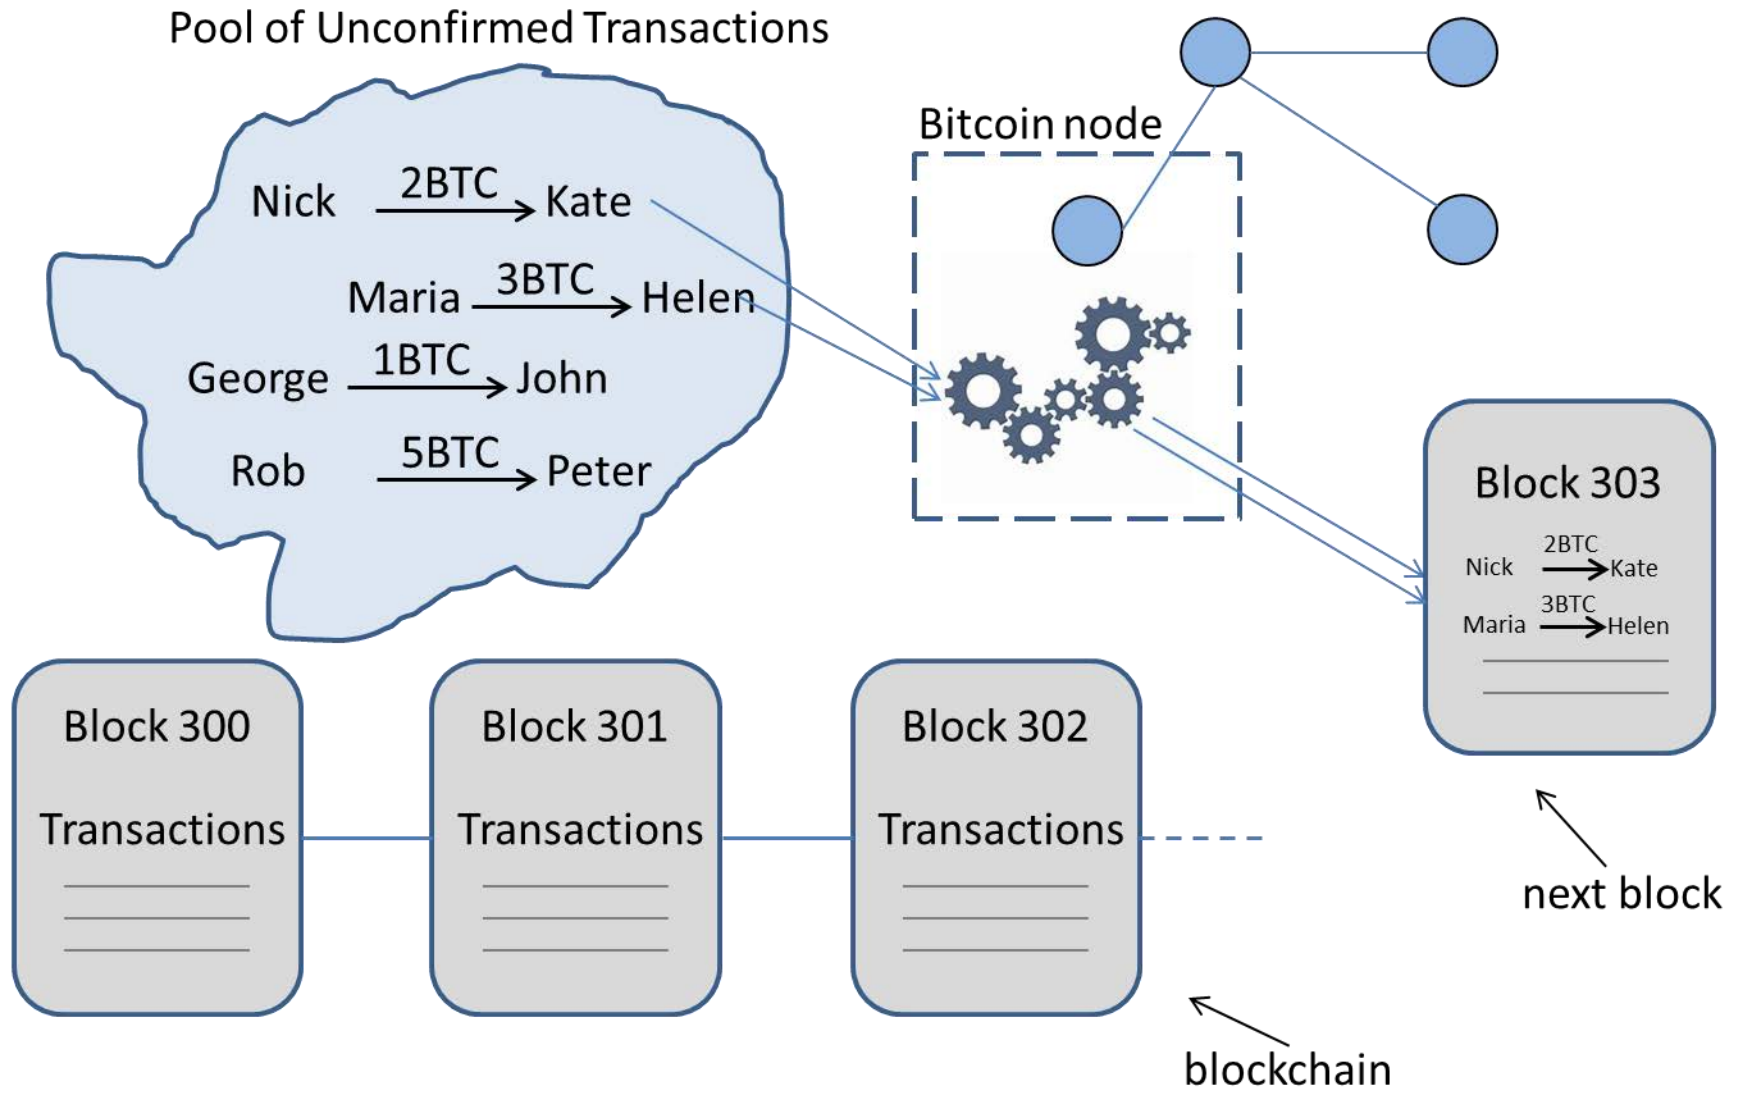 Pool of Unconfirmed Transactions
Bitcoin node
2BTC
Nick Kate
3BTC
Maria Helen
1BTC
George John
5BTC
Rob Peter
Block 303
2BTC
Nick Kate
3BTC
Maria Helen
Block 300
Transactions
Block 301
Transactions
Block 302
Transactions
next block
blockchain